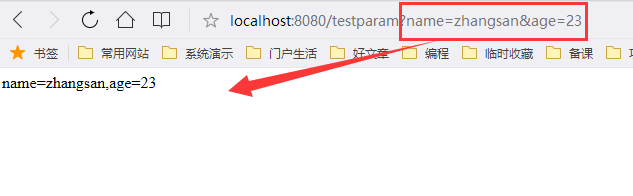 localhost:8080/testparam?name=zhangsan&age=23
书签 常用网站 系统演示 门户生活 好文章 编程 临时收藏 备课
name=zhangsan,age=23